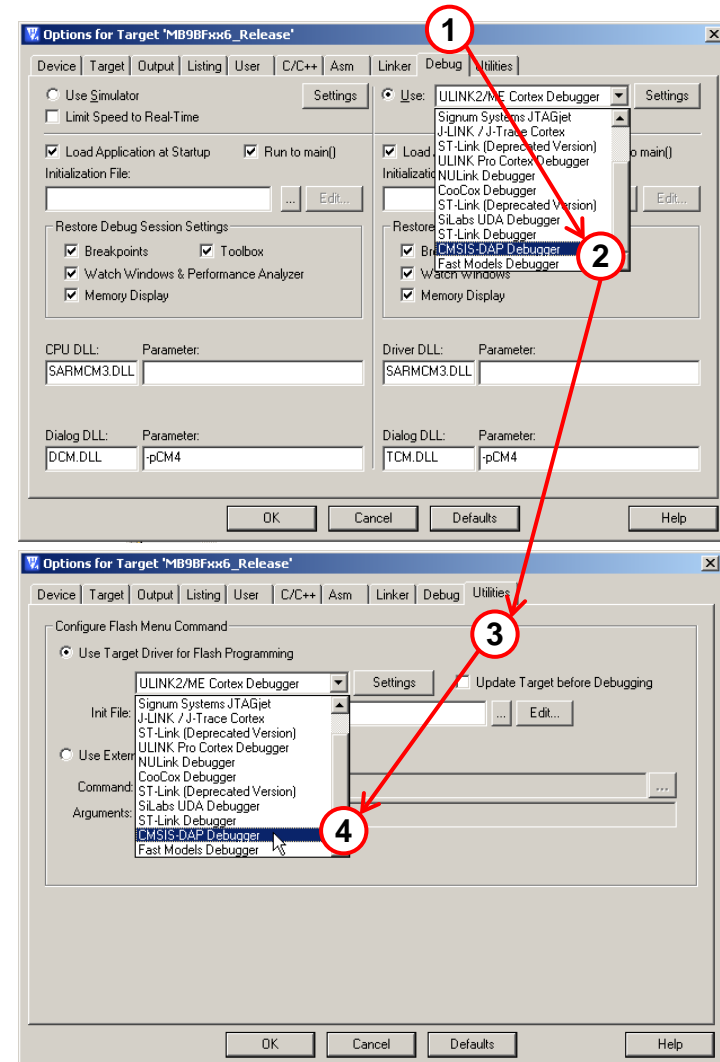 Options for Target 'MB9BFxx6_Release'
1
Device Target Output Listing User C/C++ Asm Linker Debug Utilities
Use Simulator Settings
Limit Speed to Real-Time
Load Application at Startup Run to main()
Initialization File:
... Edit...
Restore Debug Session Settings
Breakpoints Toolbox
Watch Windows & Performance Analyzer
Memory Display
CPU DLL: Parameter:
SARMCM3.DLL
Dialog DLL: Parameter:
DCM.DLL -pCM4
Use: ULINK2/ME Cortex Debugger Settings
Signum Systems JTAGjet
J-LINK / J-Trace Cortex
ST-Link (Deprecated Version)
ULINK Pro Cortex Debugger
NULink Debugger
CooCox Debugger
ST-Link (Deprecated Version)
SiLabs UDA Debugger
ST-Link Debugger
CMSIS-DAP Debugger
Fast Models Debugger
2
Load o main()
Initializatio
... Edit...
Restore
Br
Watch Windows
Memory Display
Driver DLL: Parameter:
SARMCM3.DLL
Dialog DLL: Parameter:
TCM.DLL -pCM4
OK Cancel Defaults Help
Options for Target 'MB9BFxx6_Release'
Device Target Output Listing User C/C++ Asm Linker Debug Utilities
3
Configure Flash Menu Command
Use Target Driver for Flash Programming
ULINK2/ME Cortex Debugger Settings Update Target before Debugging
Init File: ... Edit...
Use Extern
Command: ...
Arguments:
Signum Systems JTAGjet
J-LINK / J-Trace Cortex
ST-Link (Deprecated Version)
ULINK Pro Cortex Debugger
NULink Debugger
CooCox Debugger
ST-Link (Deprecated Version)
SiLabs UDA Debugger
ST-Link Debugger
CMSIS-DAP Debugger
Fast Models Debugger
4
OK Cancel Defaults Help